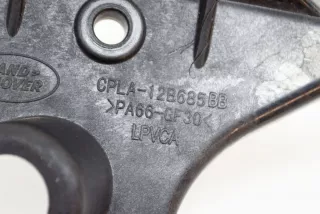 LAND-
ROVER
CPLA-12B685BB
>PA66-GF30<
LPVCA